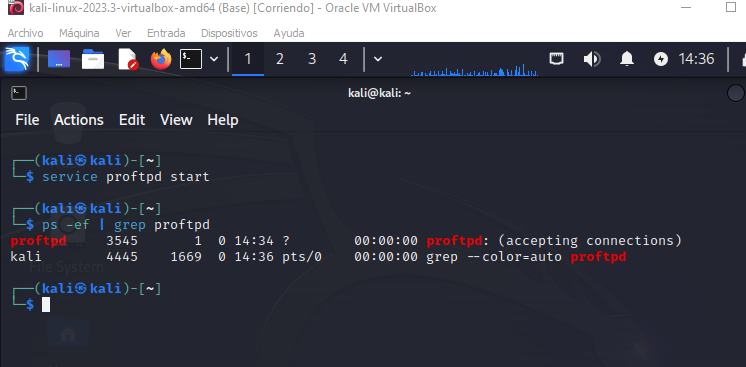 kali-linux-2023.3-virtualbox-amd64 (Base) [Corriendo] - Oracle VM VirtualBox
Archivo Máquina Ver Entrada Dispositivos Ayuda
1 2 3 4 14:36
kali@kali: ~
File Actions Edit View Help
┌──(kali㉿kali)-[~]
└─$ service proftpd start
┌──(kali㉿kali)-[~]
└─$ ps -ef | grep proftpd
proftpd 3545 1 0 14:34 ? 00:00:00 proftpd: (accepting connections)
kali 4445 1669 0 14:36 pts/0 00:00:00 grep --color=auto proftpd
File System
┌──(kali㉿kali)-[~]
└─$